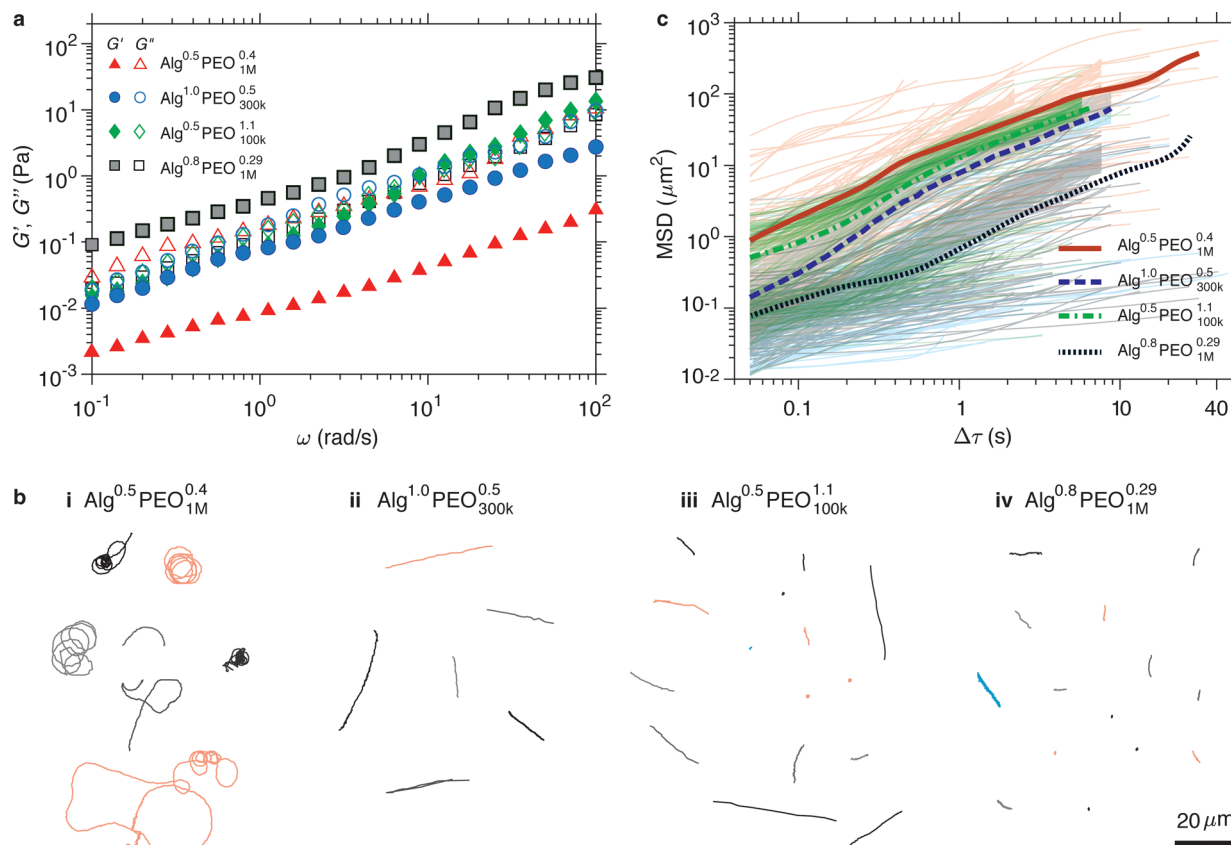 a
G′ G″
Alg^0.5 PEO^0.4_1M
Alg^1.0 PEO^0.5_300k
Alg^0.5 PEO^1.1_100k
Alg^0.8 PEO^0.29_1M
G′, G″ (Pa)
10^2
10^1
10^0
10^-1
10^-2
10^-3
10^-1 10^0 10^1 10^2
ω (rad/s)
c
MSD (μm^2)
10^3
10^2
10^1
10^0
10^-1
10^-2
Alg^0.5 PEO^0.4_1M
Alg^1.0 PEO^0.5_300k
Alg^0.5 PEO^1.1_100k
Alg^0.8 PEO^0.29_1M
0.1 1 10 40
Δτ (s)
b
i Alg^0.5 PEO^0.4_1M
ii Alg^1.0 PEO^0.5_300k
iii Alg^0.5 PEO^1.1_100k
iv Alg^0.8 PEO^0.29_1M
20 μm